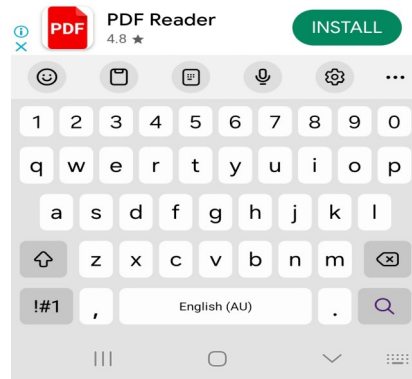 PDF
PDF Reader
4.8 ★
INSTALL
1 2 3 4 5 6 7 8 9 0
q w e r t y u i o p
a s d f g h j k l
z x c v b n m
!#1 , English (AU) .